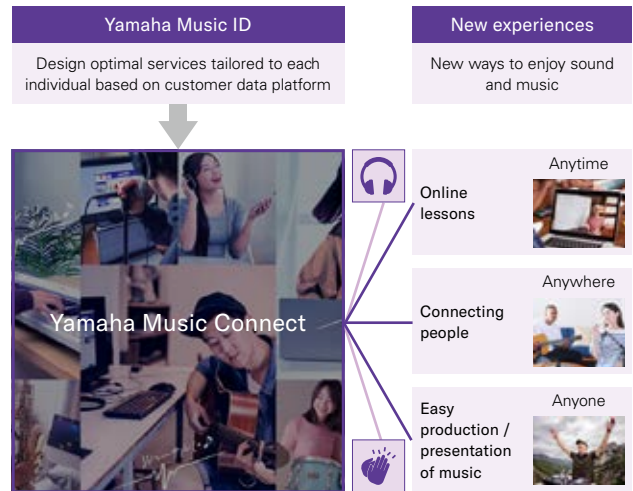 Yamaha Music ID
Design optimal services tailored to each
individual based on customer data platform
New experiences
New ways to enjoy sound
and music
Yamaha Music Connect
Anytime
Online
lessons
Anywhere
Connecting
people
Anyone
Easy
production /
presentation
of music